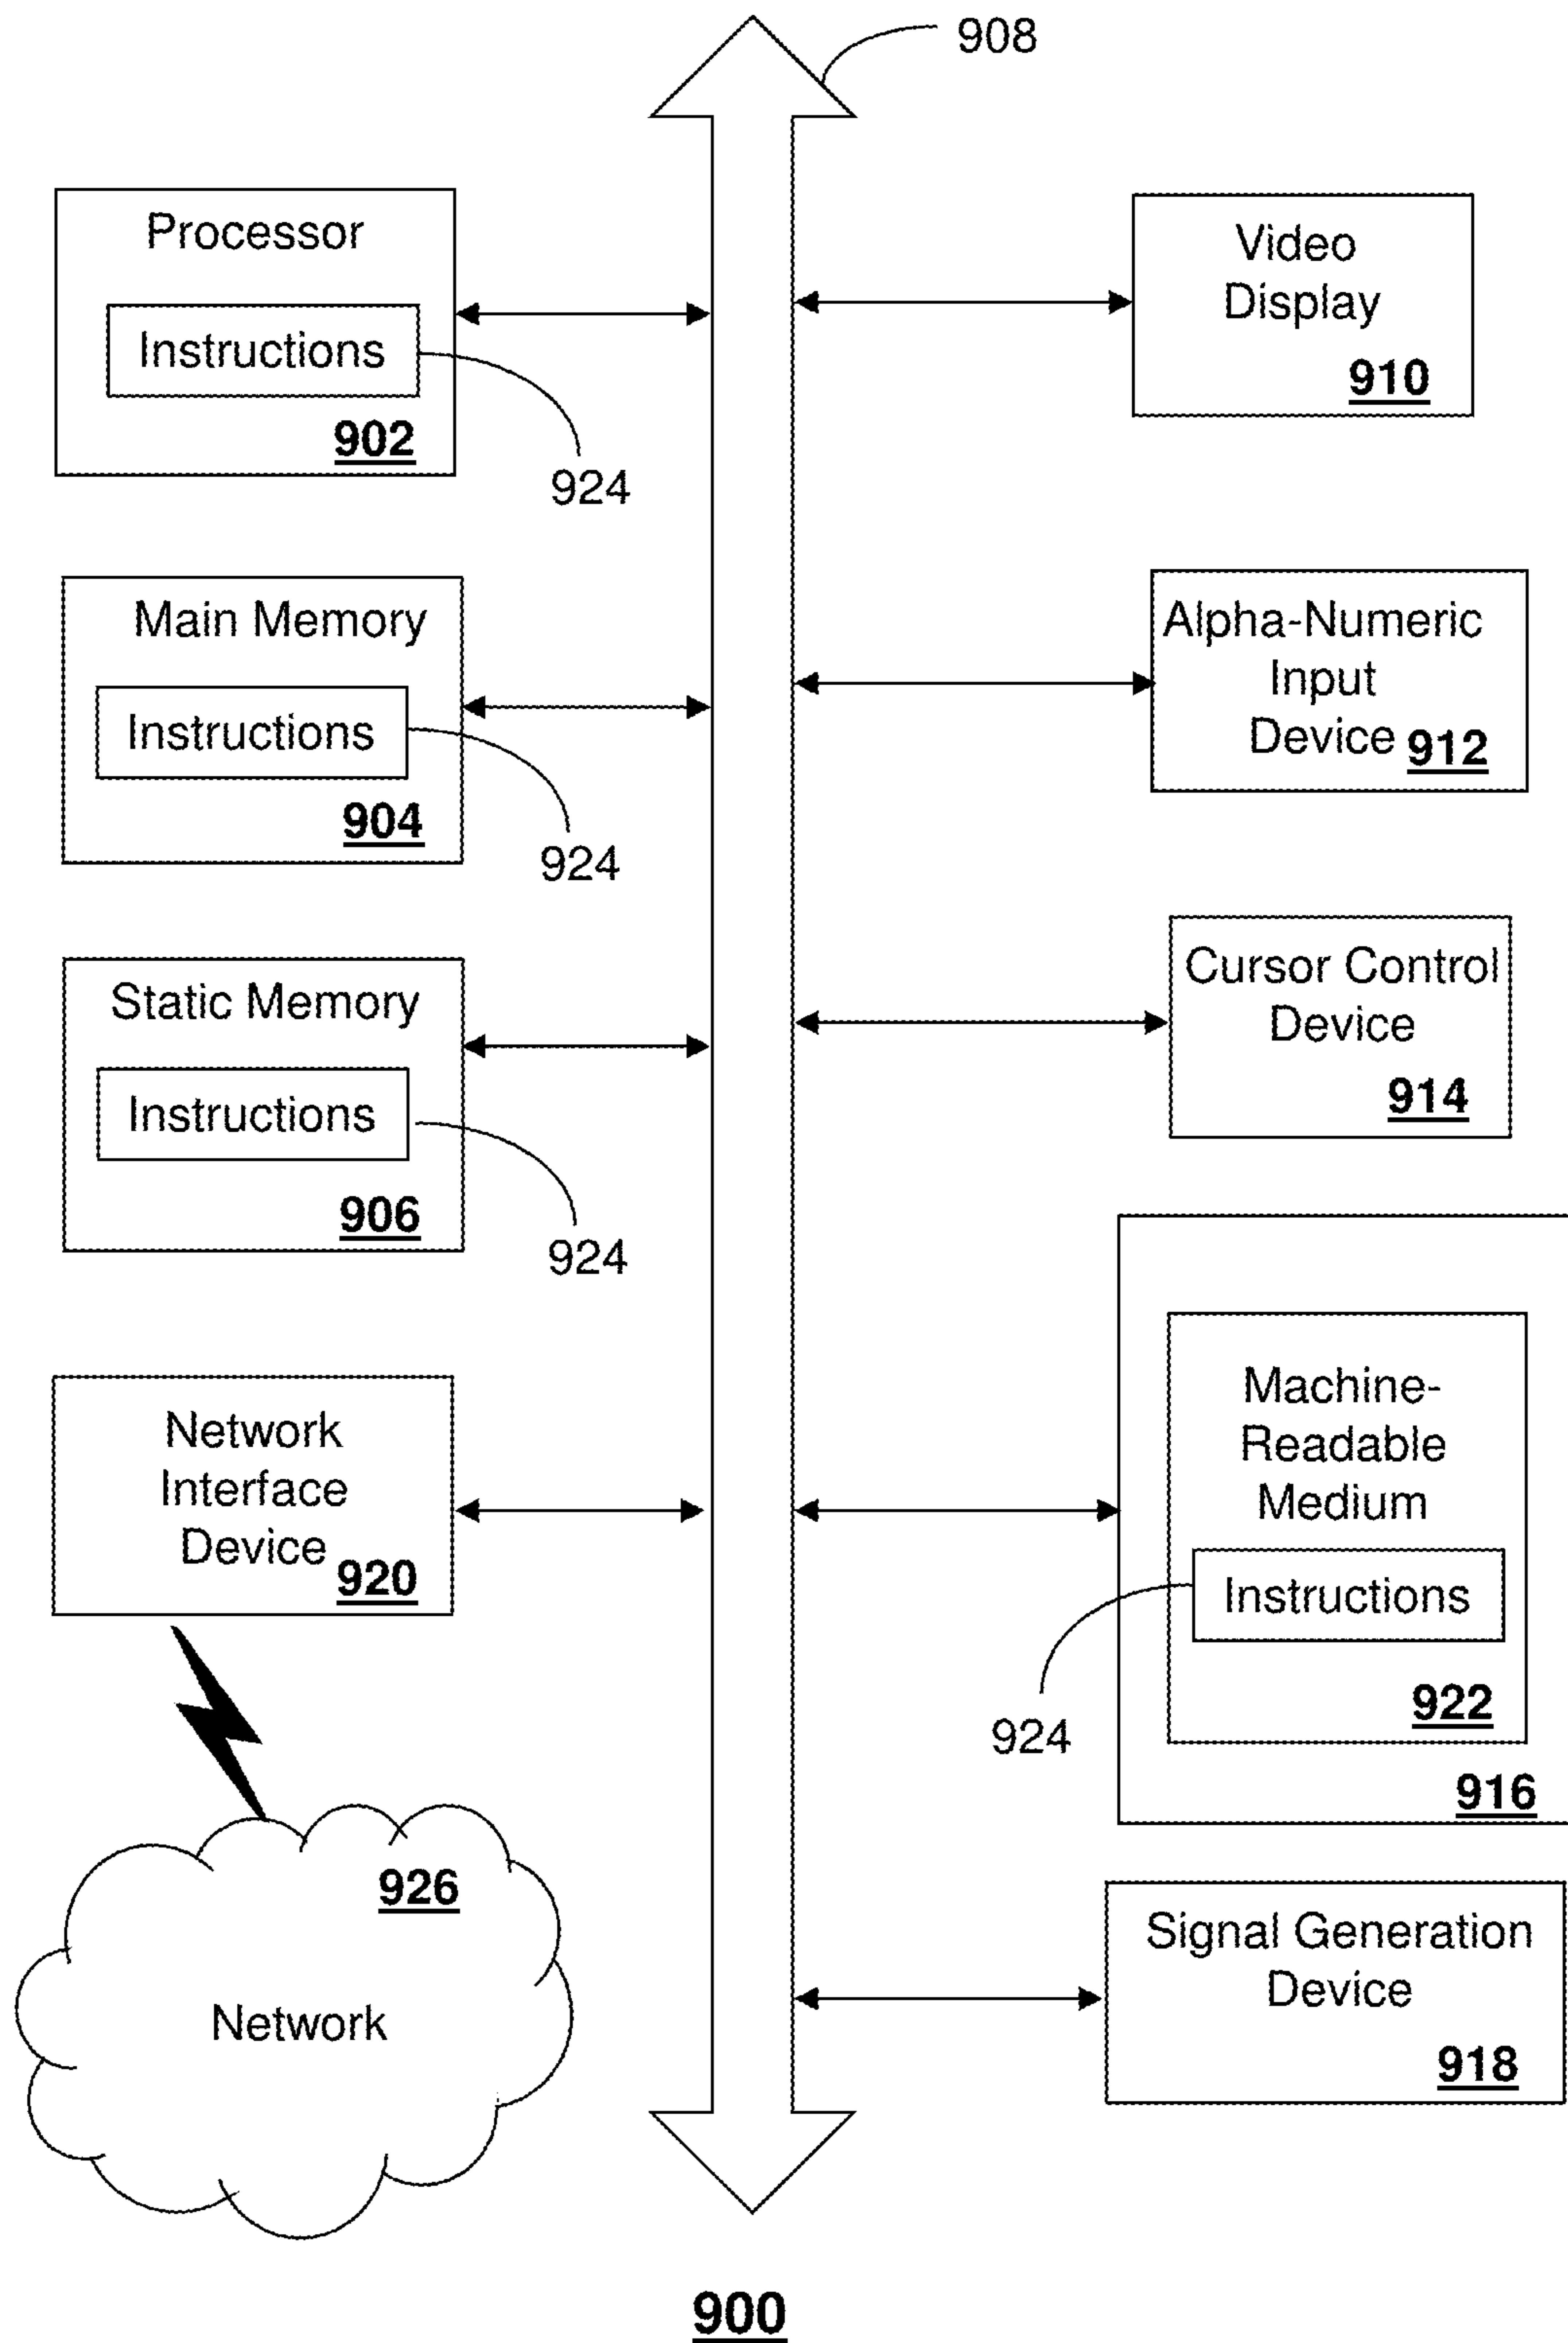 908
Processor
Instructions
902
924
Main Memory
Instructions
904
924
Static Memory
Instructions
906
924
Network
Interface
Device
920
926
Network
Video
Display
910
Alpha-Numeric
Input
Device
912
Cursor Control
Device
914
Machine-
Readable
Medium
Instructions
924
922
916
Signal Generation
Device
918
900